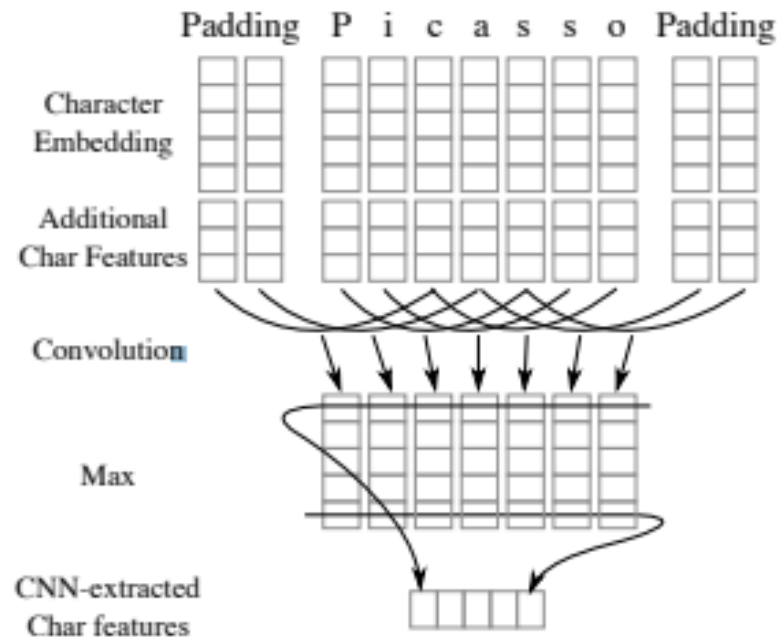 Padding P i c a s s o Padding
Character
Embedding
Additional
Char Features
Convolution
Max
CNN-extracted
Char features